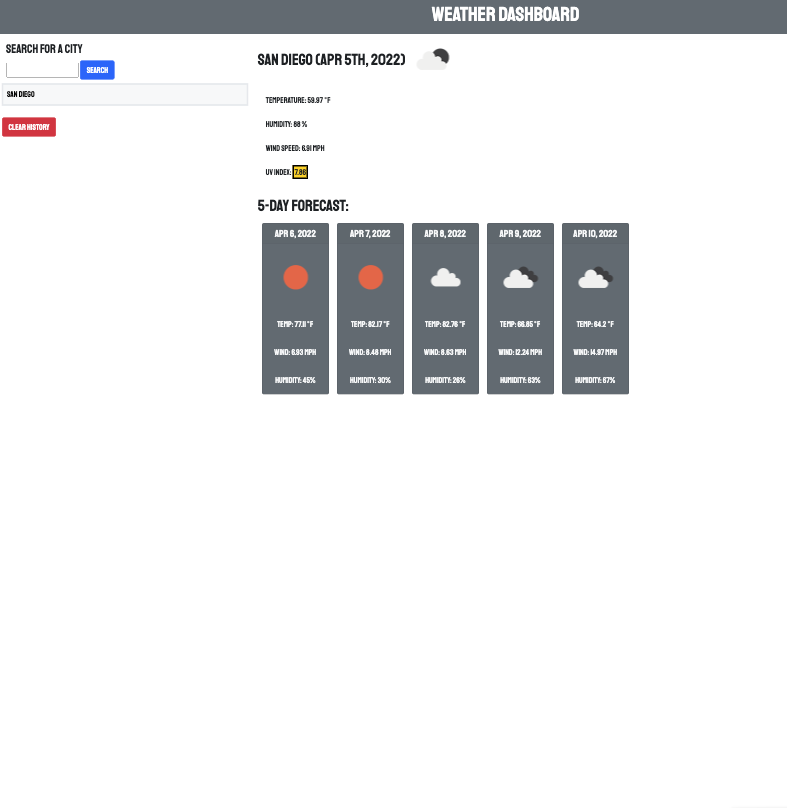 WEATHER DASHBOARD
SEARCH FOR A CITY
SEARCH
SAN DIEGO
CLEAR HISTORY
SAN DIEGO (APR 5TH, 2022)
TEMPERATURE: 59.97 °F
HUMIDITY: 88 %
WIND SPEED: 6.91 MPH
UV INDEX: 7.86
5-DAY FORECAST:
APR 6, 2022
TEMP: 77.11 °F
WIND: 6.93 MPH
HUMIDITY: 45%
APR 7, 2022
TEMP: 82.17 °F
WIND: 8.48 MPH
HUMIDITY: 30%
APR 8, 2022
TEMP: 82.76 °F
WIND: 8.63 MPH
HUMIDITY: 26%
APR 9, 2022
TEMP: 66.85 °F
WIND: 12.24 MPH
HUMIDITY: 63%
APR 10, 2022
TEMP: 64.2 °F
WIND: 14.97 MPH
HUMIDITY: 67%